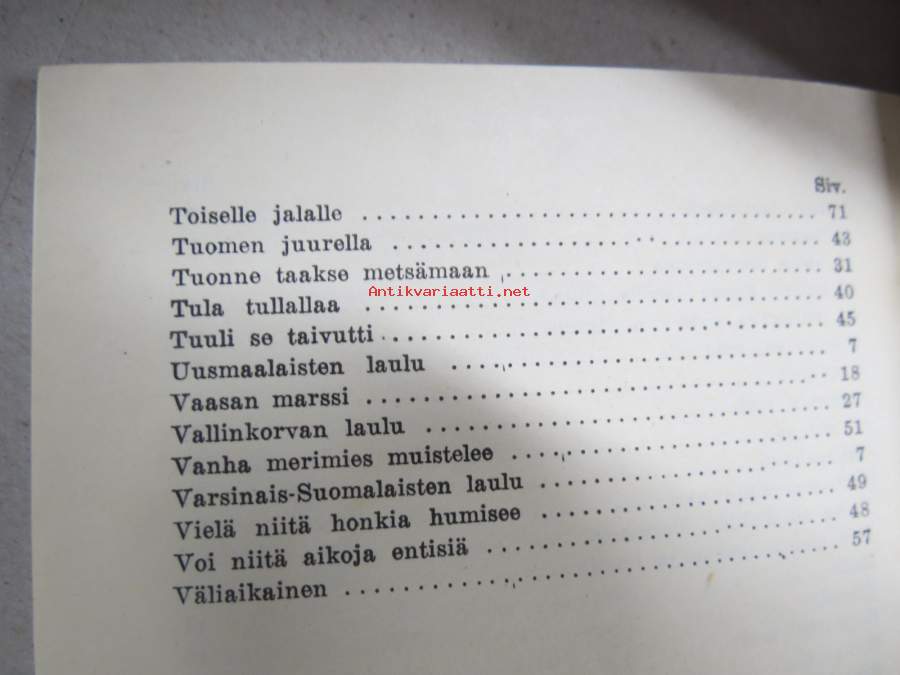 Siv.
Toiselle jalalle 71
Tuomen juurella 43
Tuonne taakse metsämaan 31
Antikvariaatti.net
Tula tullallaa 40
Tuuli se taivutti 45
Uusmaalaisten laulu 7
Vaasan marssi 18
Vallinkorvan laulu 27
Vanha merimies muistelee 51
Varsinais-Suomalaisten laulu 7
Vielä niitä honkia humisee 49
Voi niitä aikoja entisiä 48
Väliaikainen 57